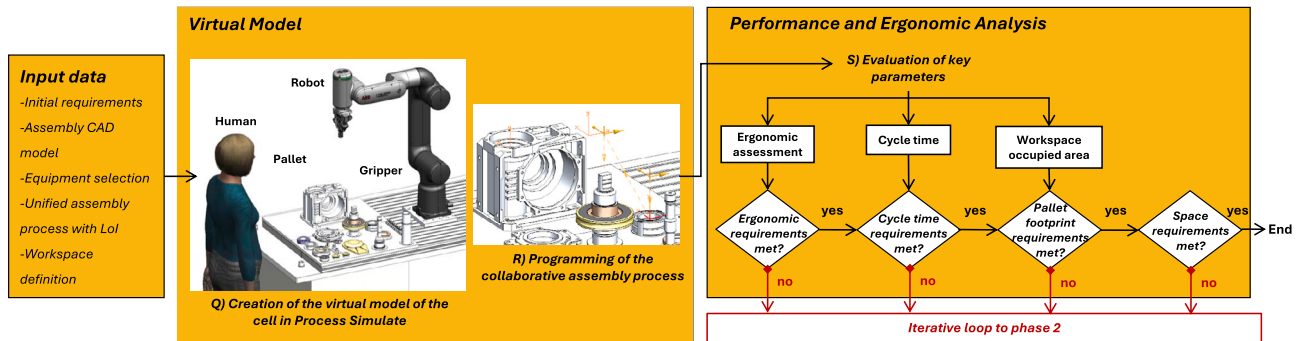 Input data
-Initial requirements
-Assembly CAD
model
-Equipment selection
-Unified assembly
process with LoI
-Workspace
definition
Virtual Model
Robot
Human
Pallet
Gripper
Q) Creation of the virtual model of the
cell in Process Simulate
R) Programming of the
collaborative assembly process
Performance and Ergonomic Analysis
S) Evaluation of key
parameters
Ergonomic
assessment
Cycle time
Workspace
occupied area
Ergonomic
requirements
met?
yes
Cycle time
requirements
met?
yes
Pallet
footprint
requirements
met?
yes
Space
requirements
met?
yes
End
no
no
no
no
Iterative loop to phase 2